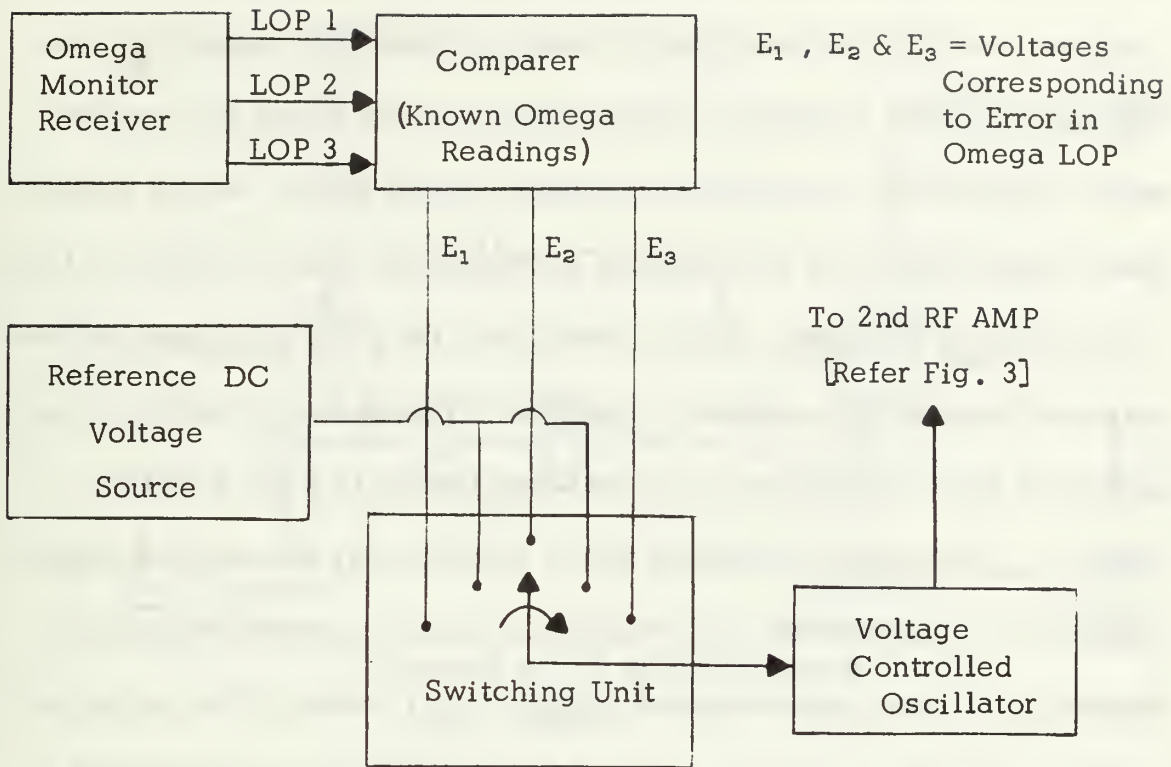 Omega
Monitor
Receiver
LOP 1
LOP 2
LOP 3
Comparer
(Known Omega
Readings)
E₁ , E₂ & E₃ = Voltages
Corresponding
to Error in
Omega LOP
E₁
E₂
E₃
Reference DC
Voltage
Source
To 2nd RF AMP
[Refer Fig. 3]
Switching Unit
Voltage
Controlled
Oscillator